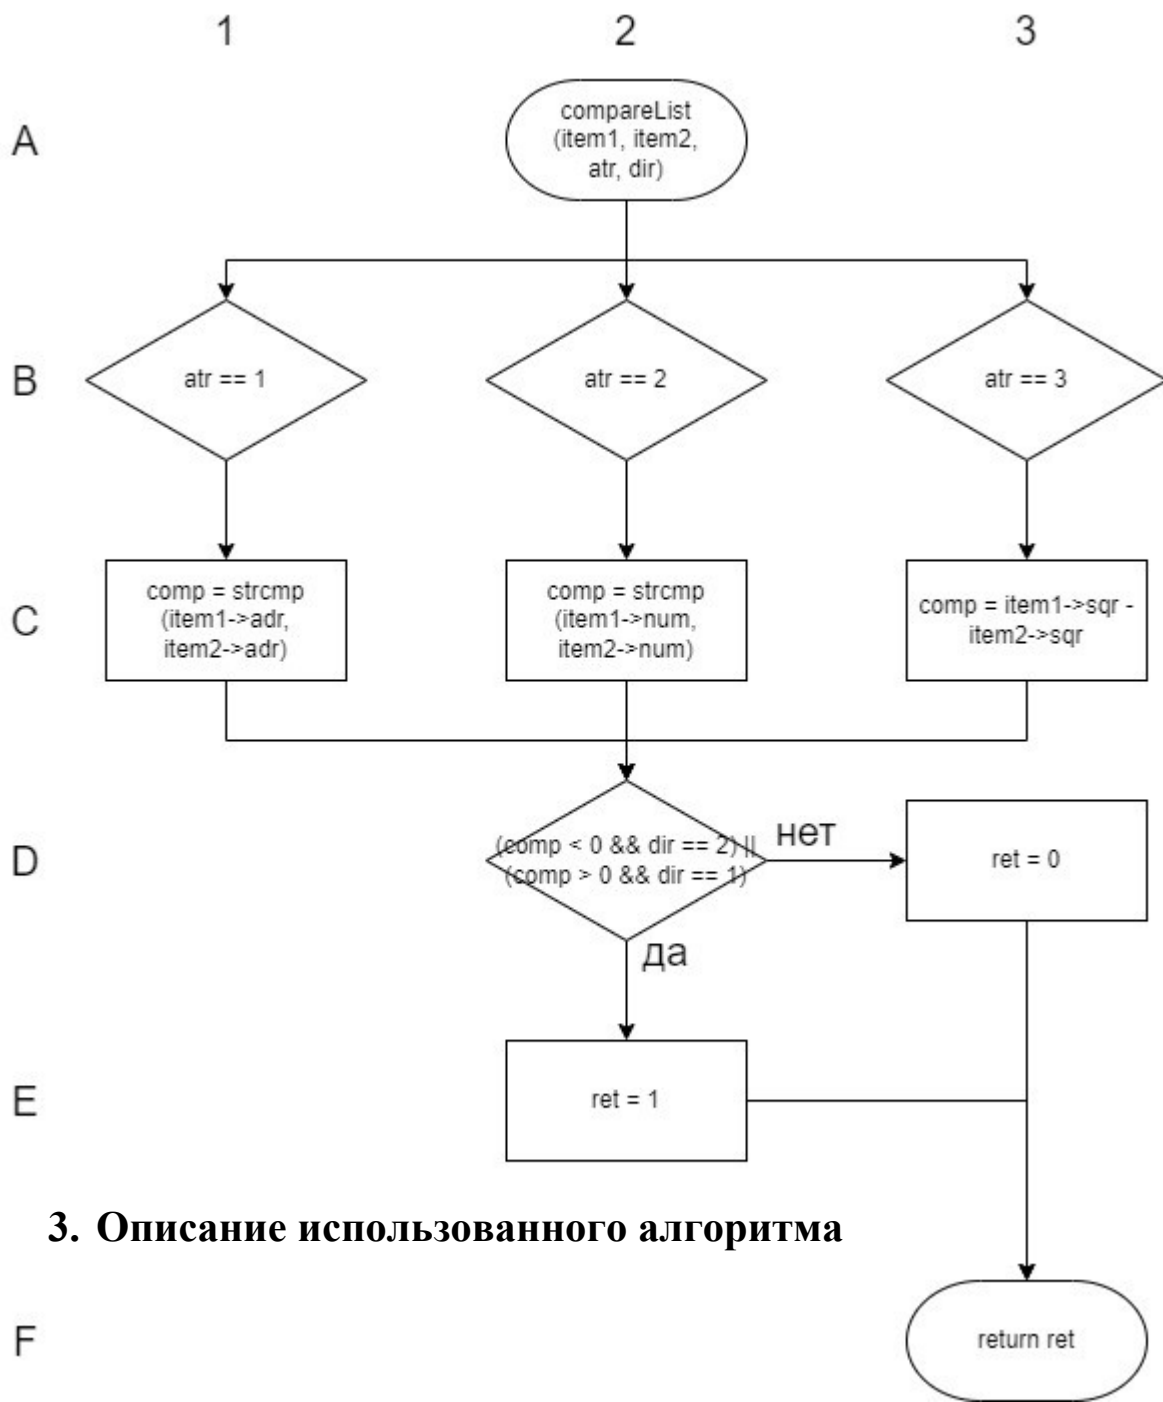 1 2 3
A
compareList
(item1, item2,
atr, dir)
B
atr == 1
atr == 2
atr == 3
C
comp = strcmp
(item1->adr,
item2->adr)
comp = strcmp
(item1->num,
item2->num)
comp = item1->sqr -
item2->sqr
D
(comp < 0 && dir == 2) ||
(comp > 0 && dir == 1)
нет
ret = 0
да
E
ret = 1
3. Описание использованного алгоритма
F
return ret